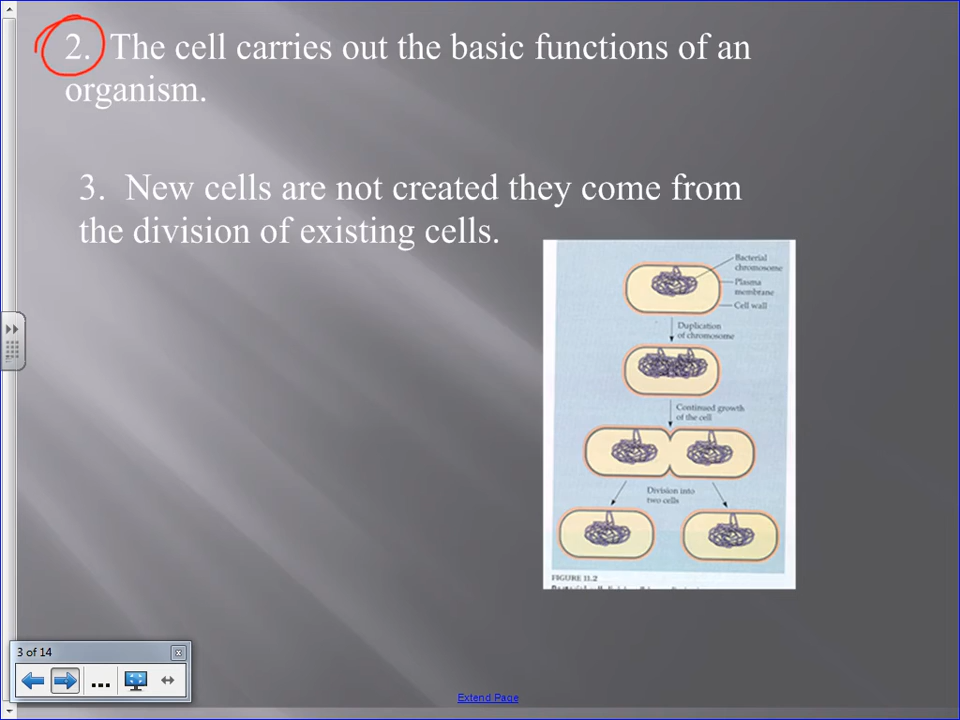 2. The cell carries out the basic functions of an
organism.
3. New cells are not created they come from
the division of existing cells.
Bacterial
chromosome
Plasma
membrane
Cell wall
Duplication
of chromosome
Continued growth
of the cell
Division into
two cells
FIGURE 11.2
3 of 14
Extend Page